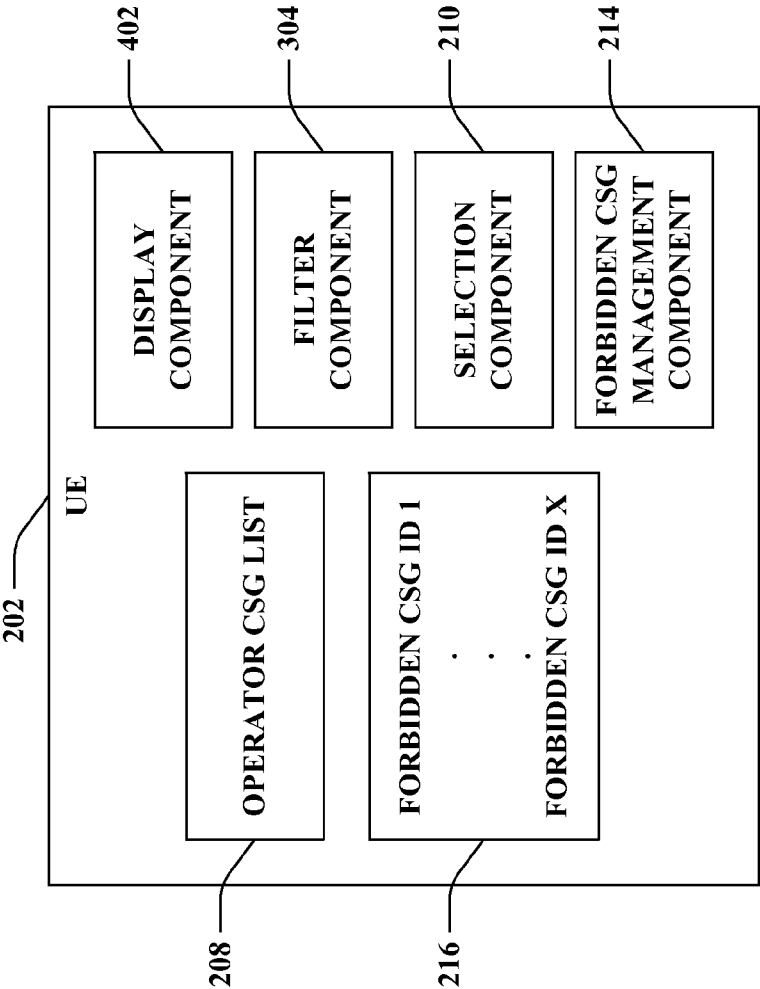 202
UE
208
OPERATOR CSG LIST
216
FORBIDDEN CSG ID 1
.
.
.
FORBIDDEN CSG ID X
DISPLAY
COMPONENT
402
FILTER
COMPONENT
304
SELECTION
COMPONENT
210
FORBIDDEN CSG
MANAGEMENT
COMPONENT
214